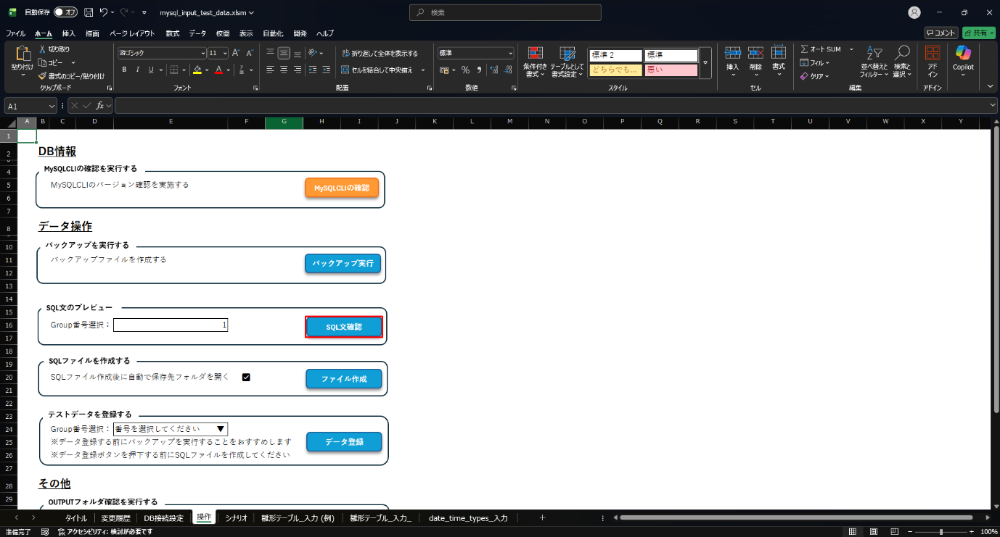 自動保存 オフ mysql_input_test_data.xlsm 検索
ファイル ホーム 挿入 描画 ページ レイアウト 数式 データ 校閲 表示 自動化 開発 ヘルプ コメント 共有
貼り付け 切り取り コピー 書式のコピー/貼り付け クリップボード
游ゴシック 11 B I U フォント
折り返して全体を表示する セルを結合して中央揃え 配置
標準 % 数値
条件付き書式 テーブルとして書式設定 標準 2 標準 どちらでも... 悪い スタイル
挿入 削除 書式 セル
オート SUM フィル クリア 並べ替えとフィルター 検索と選択 編集
アドイン アドイン Copilot
A1 fx
A B C D E F G H I J K L M N O P Q R S T U V W X Y
1
2 DB情報
4 MySQLCLIの確認を実行する
5 MySQLCLIのバージョン確認を実施する MySQLCLIの確認
6
7
8 データ操作
10 バックアップを実行する
11 バックアップファイルを作成する バックアップ実行
12
13
14
15 SQL文のプレビュー
16 Group番号選択： 1 SQL文確認
17
18
19 SQLファイルを作成する
20 SQLファイル作成後に自動で保存先フォルダを開く ファイル作成
21
22
23 テストデータを登録する
24 Group番号選択： 番号を選択してください ▼
25 ※データ登録する前にバックアップを実行することをおすすめします データ登録
26 ※データ登録ボタンを押下する前にSQLファイルを作成してください
27
28 その他
29 OUTPUTフォルダ確認を実行する
タイトル 変更履歴 DB接続設定 操作 シナリオ 雛形テーブル_入力 (例) 雛形テーブル_入力_ date_time_types_入力
準備完了 アクセシビリティ: 検討が必要です 100%